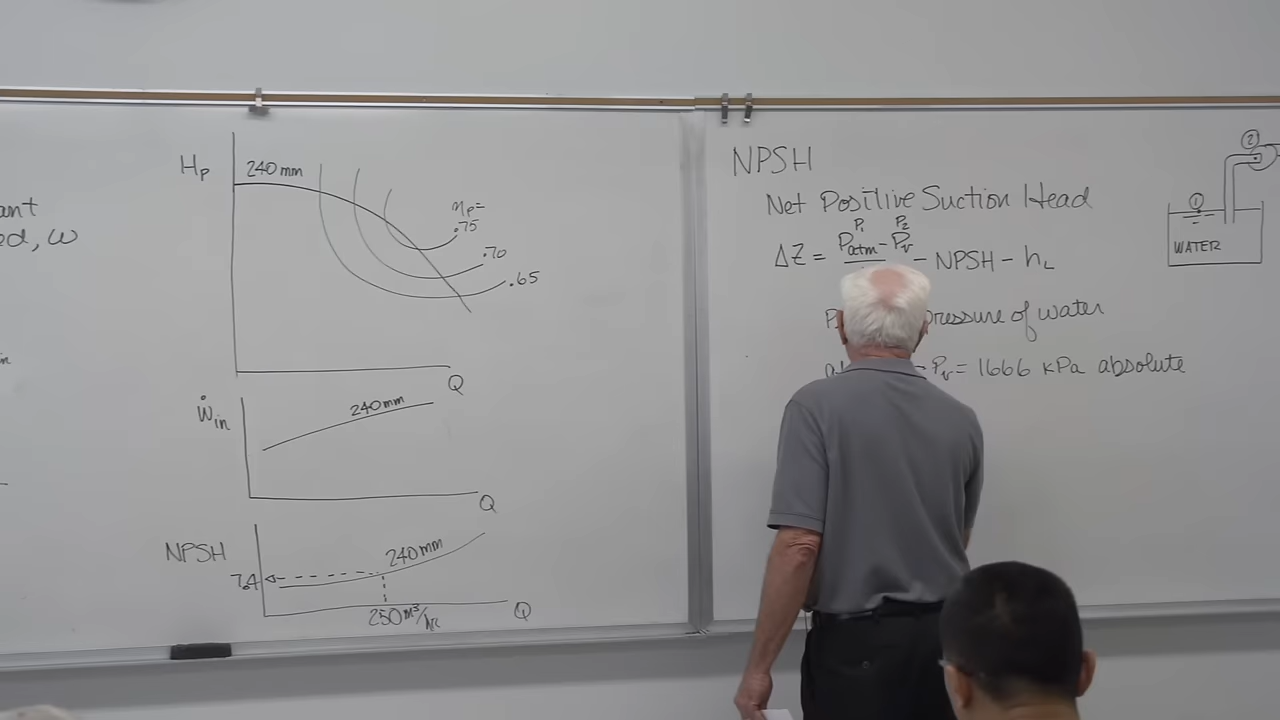 ant
ed, ω
in
Hp
240 mm
ηp=
.75
.70
.65
Q
Ẇin
240 mm
Q
NPSH
240 mm
7.4
250 m³/hr
Q
NPSH
Net Positive Suction Head
P₁ P₂
ΔZ = Patm - Pv - NPSH - hL
pressure of water
Pv = 1666 kPa absolute
②
①
WATER